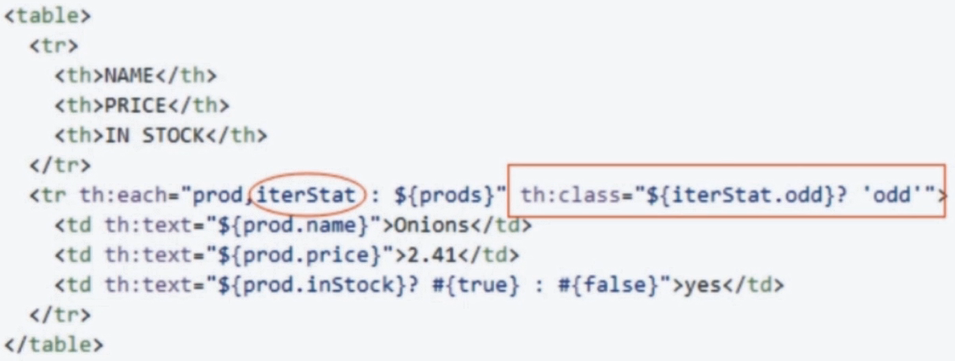 <table>
<tr>
<th>NAME</th>
<th>PRICE</th>
<th>IN STOCK</th>
</tr>
<tr th:each="prod,iterStat : ${prods}" th:class="${iterStat.odd}? 'odd'">
<td th:text="${prod.name}">Onions</td>
<td th:text="${prod.price}">2.41</td>
<td th:text="${prod.inStock}? #{true} : #{false}">yes</td>
</tr>
</table>